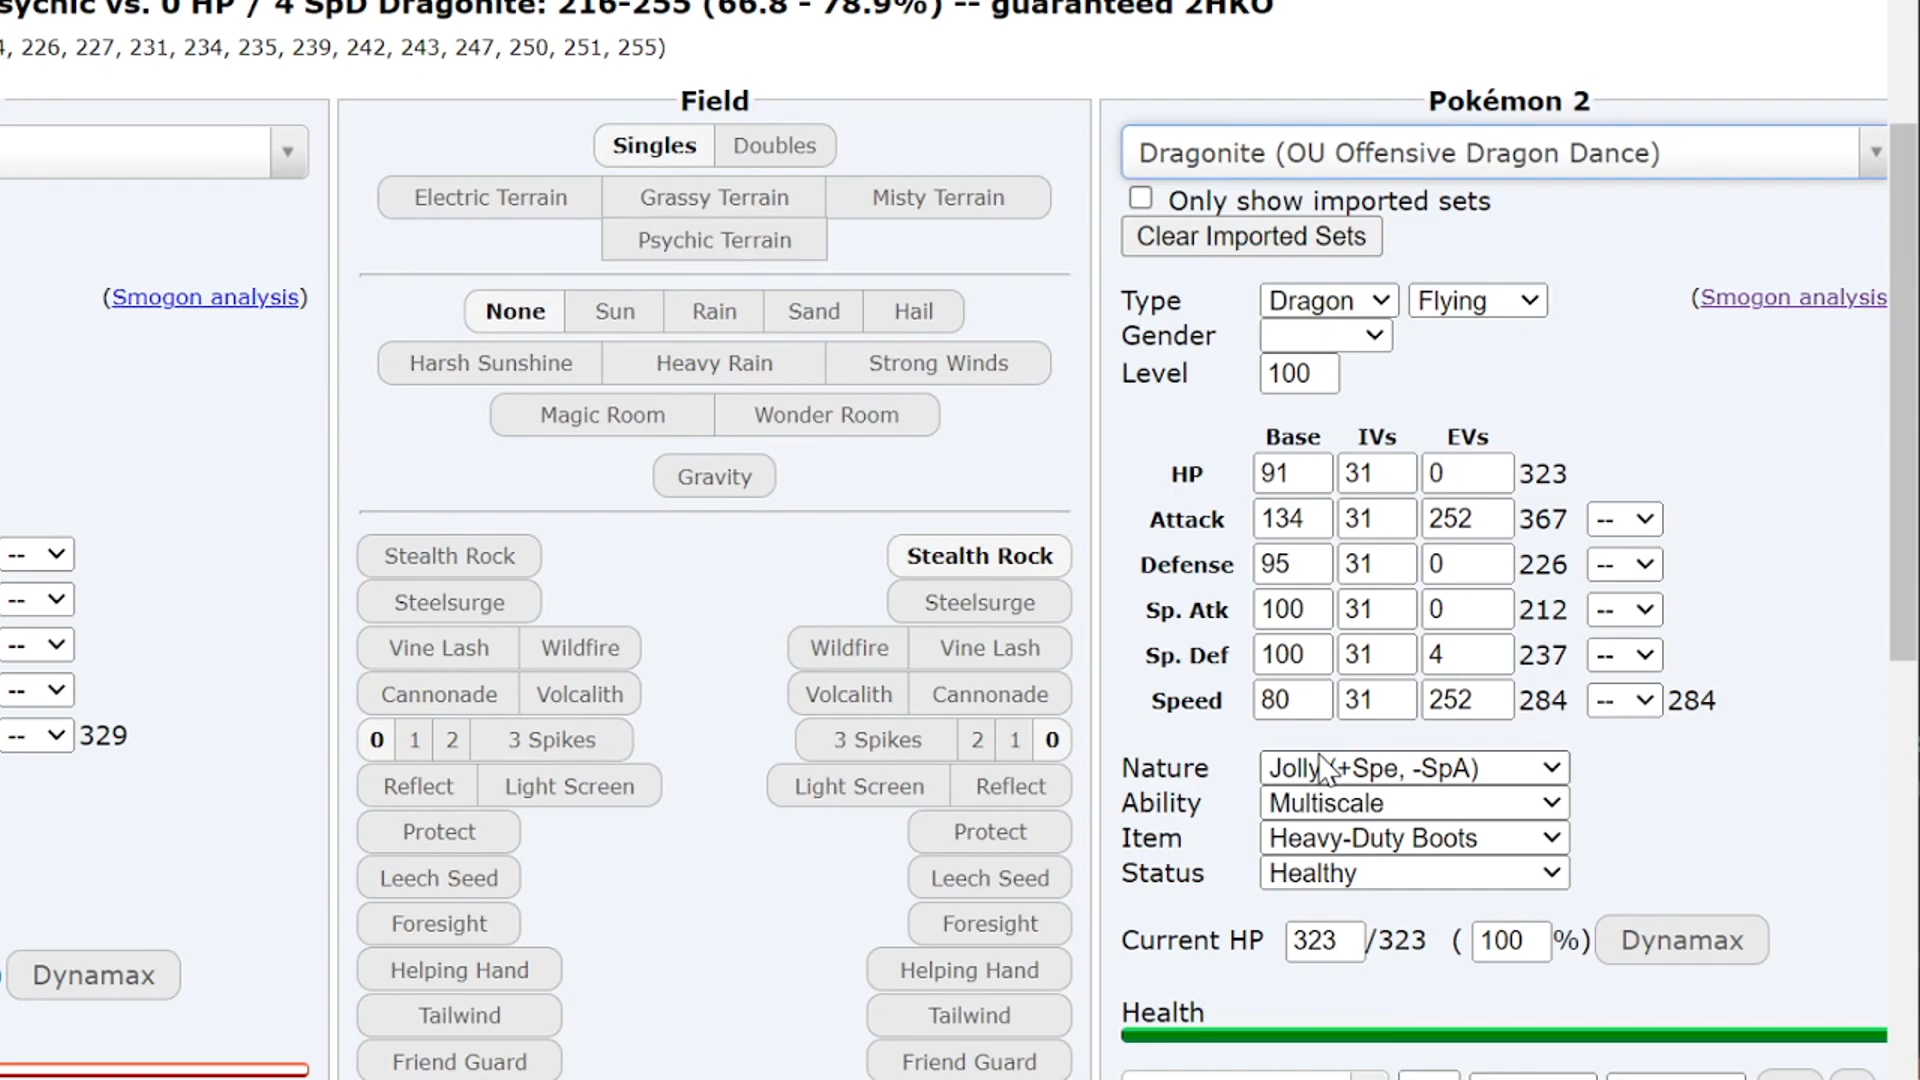 sychic vs. 0 HP / 4 SpD Dragonite: 216-255 (66.8 - 78.9%) -- guaranteed 2HKO
4, 226, 227, 231, 234, 235, 239, 242, 243, 247, 250, 251, 255)
Field
Pokémon 2
Singles Doubles
Dragonite (OU Offensive Dragon Dance)
Electric Terrain Grassy Terrain Misty Terrain
Only show imported sets
Psychic Terrain
Clear Imported Sets
(Smogon analysis)
None Sun Rain Sand Hail
Type Dragon Flying (Smogon analysis
Gender
Harsh Sunshine Heavy Rain Strong Winds
Level 100
Magic Room Wonder Room
Base IVs EVs
Gravity
HP 91 31 0 323
Attack 134 31 252 367 --
Stealth Rock Stealth Rock
-- Defense 95 31 0 226 --
Steelsurge Steelsurge
-- Sp. Atk 100 31 0 212 --
Vine Lash Wildfire Wildfire Vine Lash
-- Sp. Def 100 31 4 237 --
Cannonade Volcalith Volcalith Cannonade
-- Speed 80 31 252 284 -- 284
-- 329
0 1 2 3 Spikes 3 Spikes 2 1 0
Nature Jolly (+Spe, -SpA)
Reflect Light Screen Light Screen Reflect
Ability Multiscale
Protect Protect
Item Heavy-Duty Boots
Leech Seed Leech Seed
Status Healthy
Foresight Foresight
Current HP 323 /323 ( 100 %) Dynamax
Helping Hand Helping Hand
) Dynamax
Tailwind Tailwind
Health
Friend Guard Friend Guard